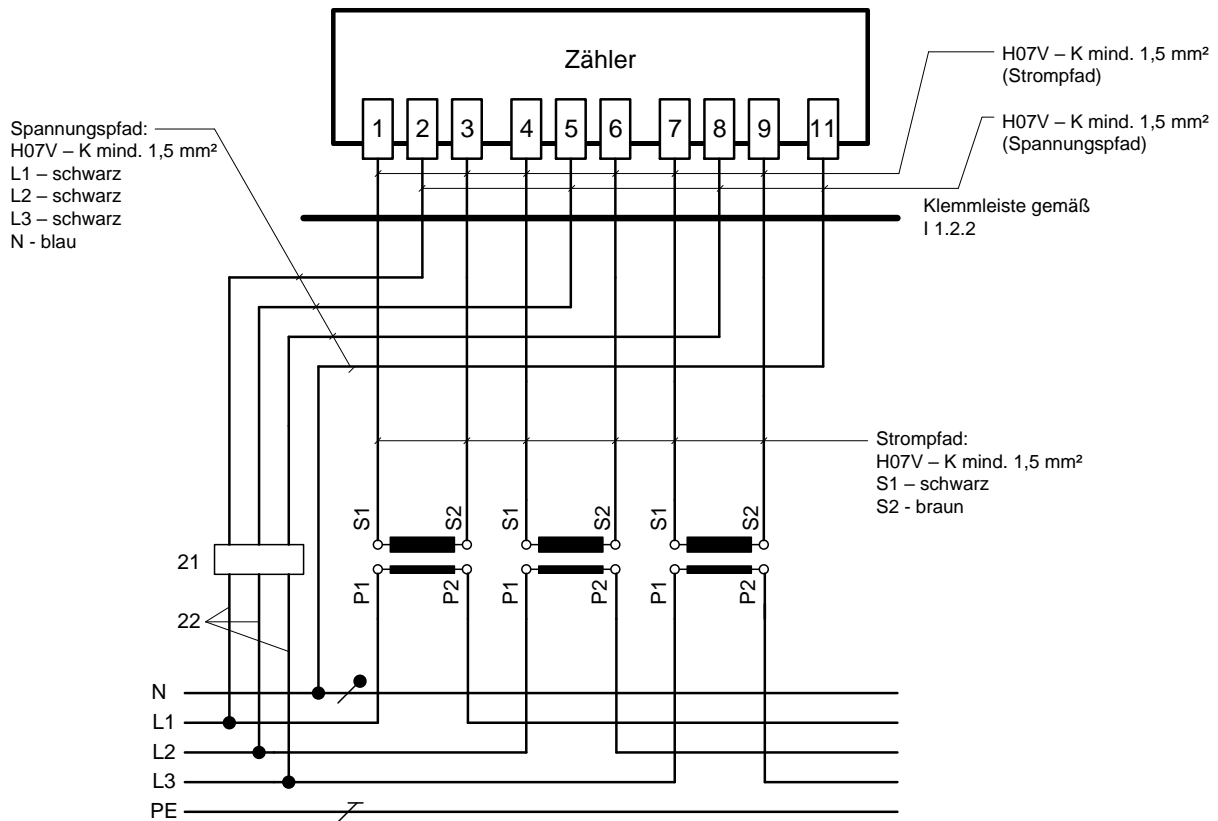 Zähler
1 2 3 4 5 6 7 8 9 11
H07V – K mind. 1,5 mm²
(Strompfad)
H07V – K mind. 1,5 mm²
(Spannungspfad)
Spannungspfad:
H07V – K mind. 1,5 mm²
L1 – schwarz
L2 – schwarz
L3 – schwarz
N - blau
Klemmleiste gemäß
I 1.2.2
Strompfad:
H07V – K mind. 1,5 mm²
S1 – schwarz
S2 - braun
S1 S2 S1 S2 S1 S2
P1 P2 P1 P2 P1 P2
21
22
N
L1
L2
L3
PE